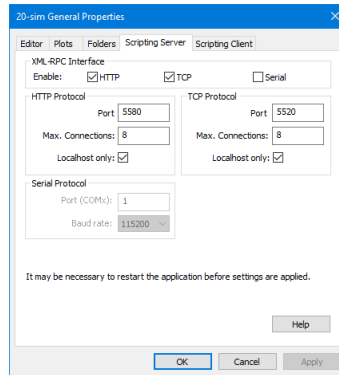 20-sim General Properties
Editor Plots Folders Scripting Server Scripting Client
XML-RPC Interface
Enable: HTTP TCP Serial
HTTP Protocol TCP Protocol
Port 5580 Port 5520
Max. Connections: 8 Max. Connections: 8
Localhost only: Localhost only:
Serial Protocol
Port (COMx): 1
Baud rate: 115200
It may be necessary to restart the application before settings are applied.
Help
OK Cancel Apply